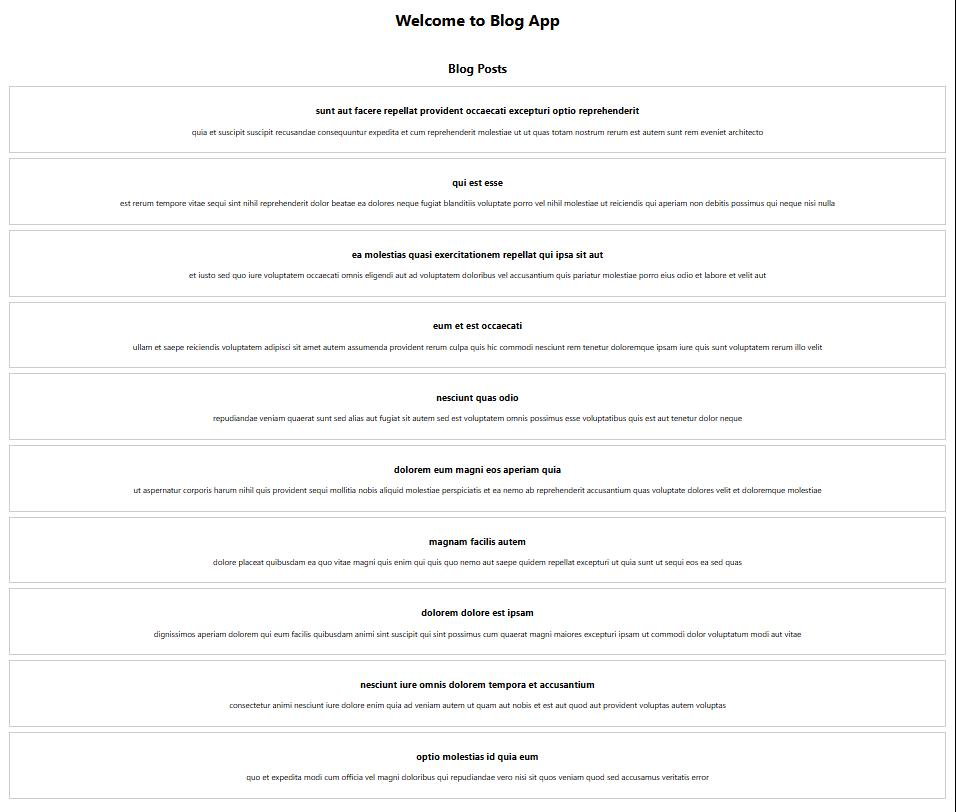 Welcome to Blog App
Blog Posts
sunt aut facere repellat provident occaecati excepturi optio reprehenderit
quia et suscipit suscipit recusandae consequuntur expedita et cum reprehenderit molestiae ut ut quas totam nostrum rerum est autem sunt rem eveniet architecto
qui est esse
est rerum tempore vitae sequi sint nihil reprehenderit dolor beatae ea dolores neque fugiat blanditiis voluptate porro vel nihil molestiae ut reiciendis qui aperiam non debitis possimus qui neque nisi nulla
ea molestias quasi exercitationem repellat qui ipsa sit aut
et iusto sed quo iure voluptatem occaecati omnis eligendi aut ad voluptatem doloribus vel accusantium quis pariatur molestiae porro eius odio et labore et velit aut
eum et est occaecati
ullam et saepe reiciendis voluptatem adipisci sit amet autem assumenda provident rerum culpa quis hic commodi nesciunt rem tenetur doloremque ipsam iure quis sunt voluptatem rerum illo velit
nesciunt quas odio
repudiandae veniam quaerat sunt sed alias aut fugiat sit autem sed est voluptatem omnis possimus esse voluptatibus quis est aut tenetur dolor neque
dolorem eum magni eos aperiam quia
ut aspernatur corporis harum nihil quis provident sequi mollitia nobis aliquid molestiae perspiciatis et ea nemo ab reprehenderit accusantium quas voluptate dolores velit et doloremque molestiae
magnam facilis autem
dolore placeat quibusdam ea quo vitae magni quis enim qui quis quo nemo aut saepe quidem repellat excepturi ut quia sunt ut sequi eos ea sed quas
dolorem dolore est ipsam
dignissimos aperiam dolorem qui eum facilis quibusdam animi sint suscipit qui sint possimus cum quaerat magni maiores excepturi ipsam ut commodi dolor voluptatum modi aut vitae
nesciunt iure omnis dolorem tempora et accusantium
consectetur animi nesciunt iure dolore enim quia ad veniam autem ut quam aut nobis et est aut quod aut provident voluptas autem voluptas
optio molestias id quia eum
quo et expedita modi cum officia vel magni doloribus qui repudiandae vero nisi sit quos veniam quod sed accusamus veritatis error